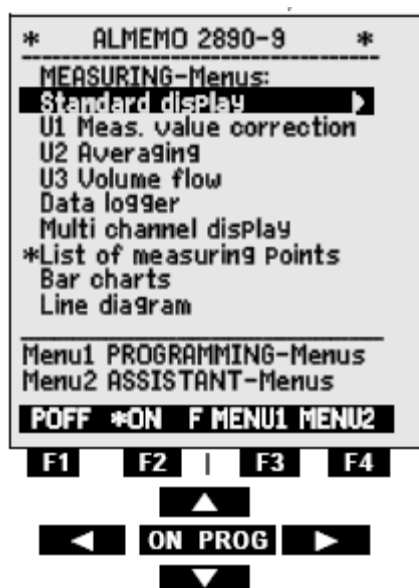 * ALMEMO 2890-9 *
MEASURING-Menus:
Standard display
U1 Meas. value correction
U2 Averaging
U3 Volume flow
Data logger
Multi channel display
*List of measuring Points
Bar charts
Line diagram
Menu1 PROGRAMMING-Menus
Menu2 ASSISTANT-Menus
POFF *ON F MENU1 MENU2
F1 F2 | F3 F4
▲
◀ ON PROG ▶
▼